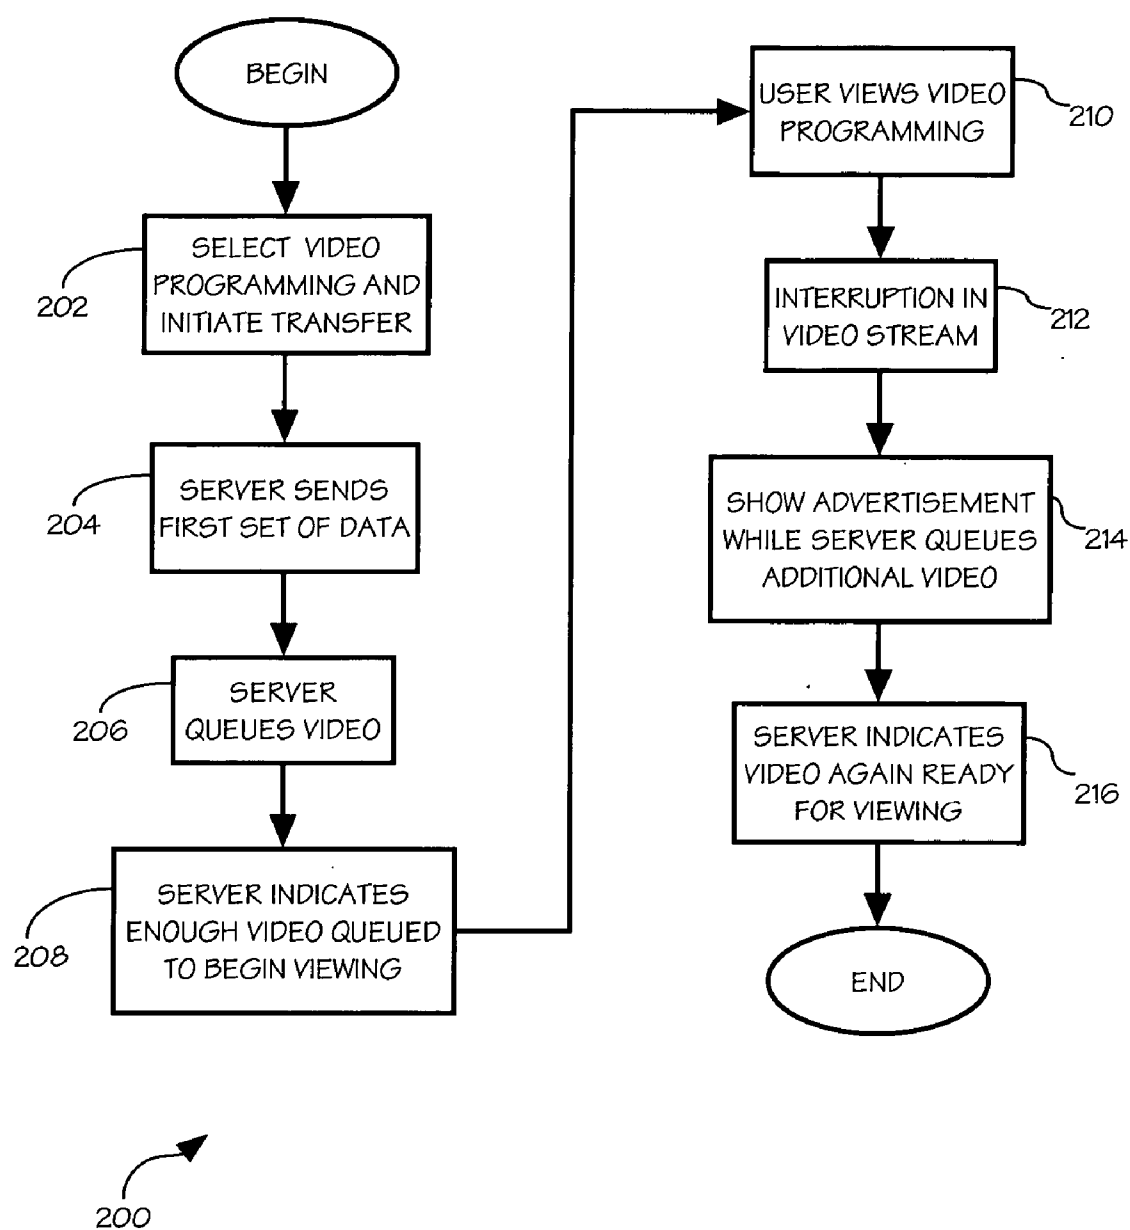 BEGIN
SELECT VIDEO
PROGRAMMING AND
INITIATE TRANSFER
202
SERVER SENDS
FIRST SET OF DATA
204
SERVER
QUEUES VIDEO
206
SERVER INDICATES
ENOUGH VIDEO QUEUED
TO BEGIN VIEWING
208
USER VIEWS VIDEO
PROGRAMMING
210
INTERRUPTION IN
VIDEO STREAM
212
SHOW ADVERTISEMENT
WHILE SERVER QUEUES
ADDITIONAL VIDEO
214
SERVER INDICATES
VIDEO AGAIN READY
FOR VIEWING
216
END
200